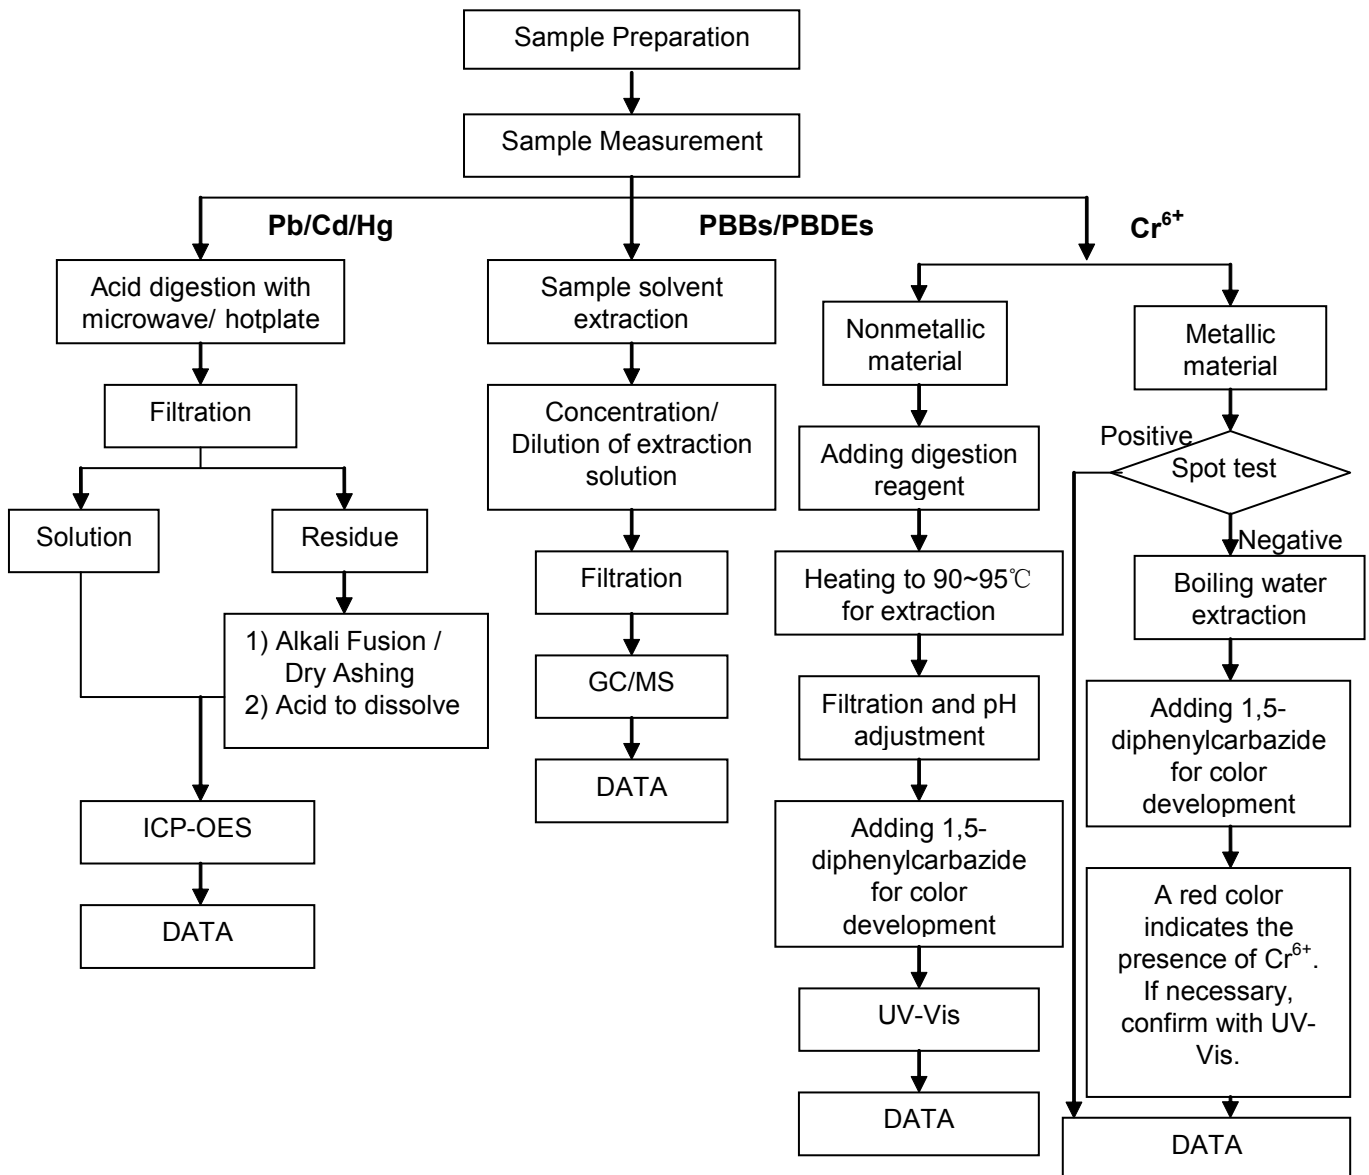 Sample Preparation
Sample Measurement
Pb/Cd/Hg
PBBs/PBDEs
Cr⁶⁺
Acid digestion with
microwave/ hotplate
Filtration
Solution
Residue
1) Alkali Fusion /
Dry Ashing
2) Acid to dissolve
ICP-OES
DATA
Sample solvent
extraction
Concentration/
Dilution of extraction
solution
Filtration
GC/MS
DATA
Nonmetallic
material
Adding digestion
reagent
Heating to 90~95℃
for extraction
Filtration and pH
adjustment
Adding 1,5-
diphenylcarbazide
for color
development
UV-Vis
DATA
Metallic
material
Positive
Spot test
Negative
Boiling water
extraction
Adding 1,5-
diphenylcarbazide
for color
development
A red color
indicates the
presence of Cr⁶⁺.
If necessary,
confirm with UV-
Vis.
DATA